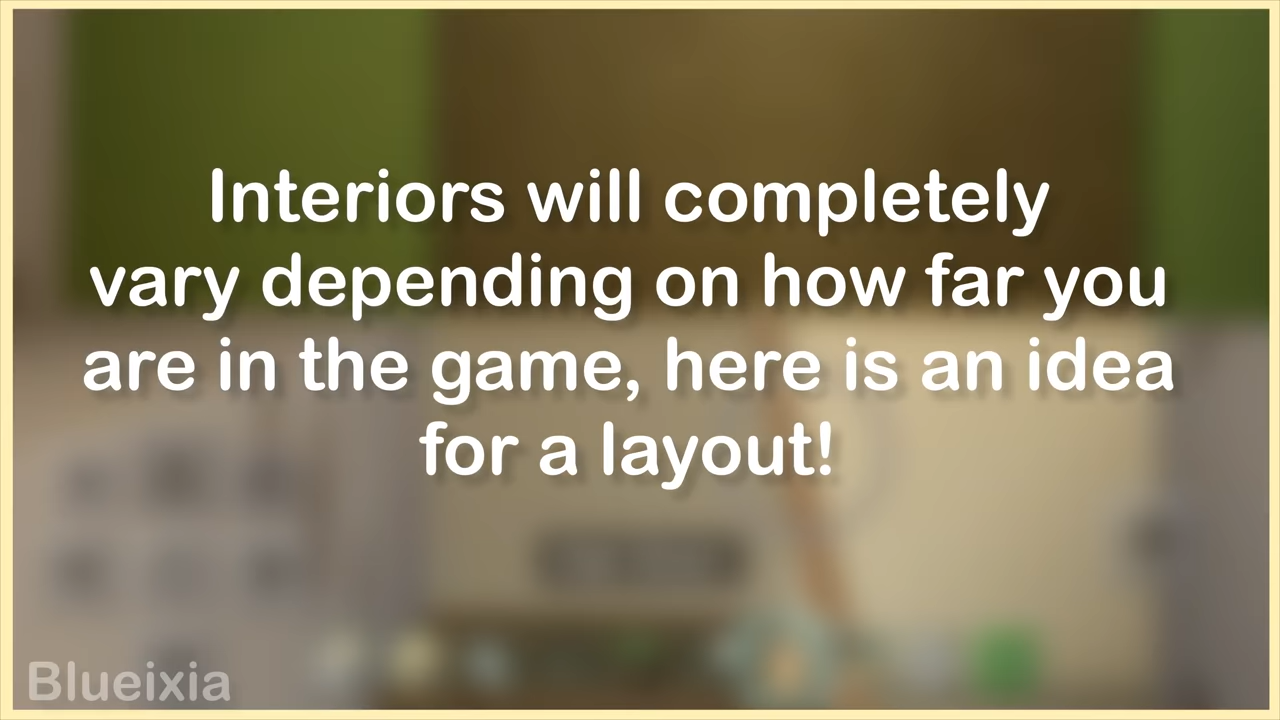 Interiors will completely
vary depending on how far you
are in the game, here is an idea
for a layout!
Blueixia